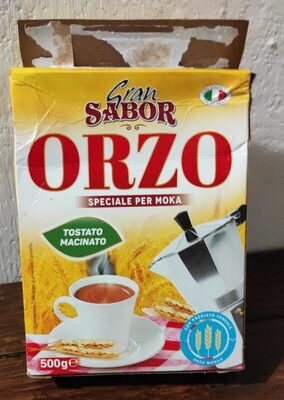 Gran
SABOR
ORZO
SPECIALE PER MOKA
TOSTATO
MACINATO
500g℮